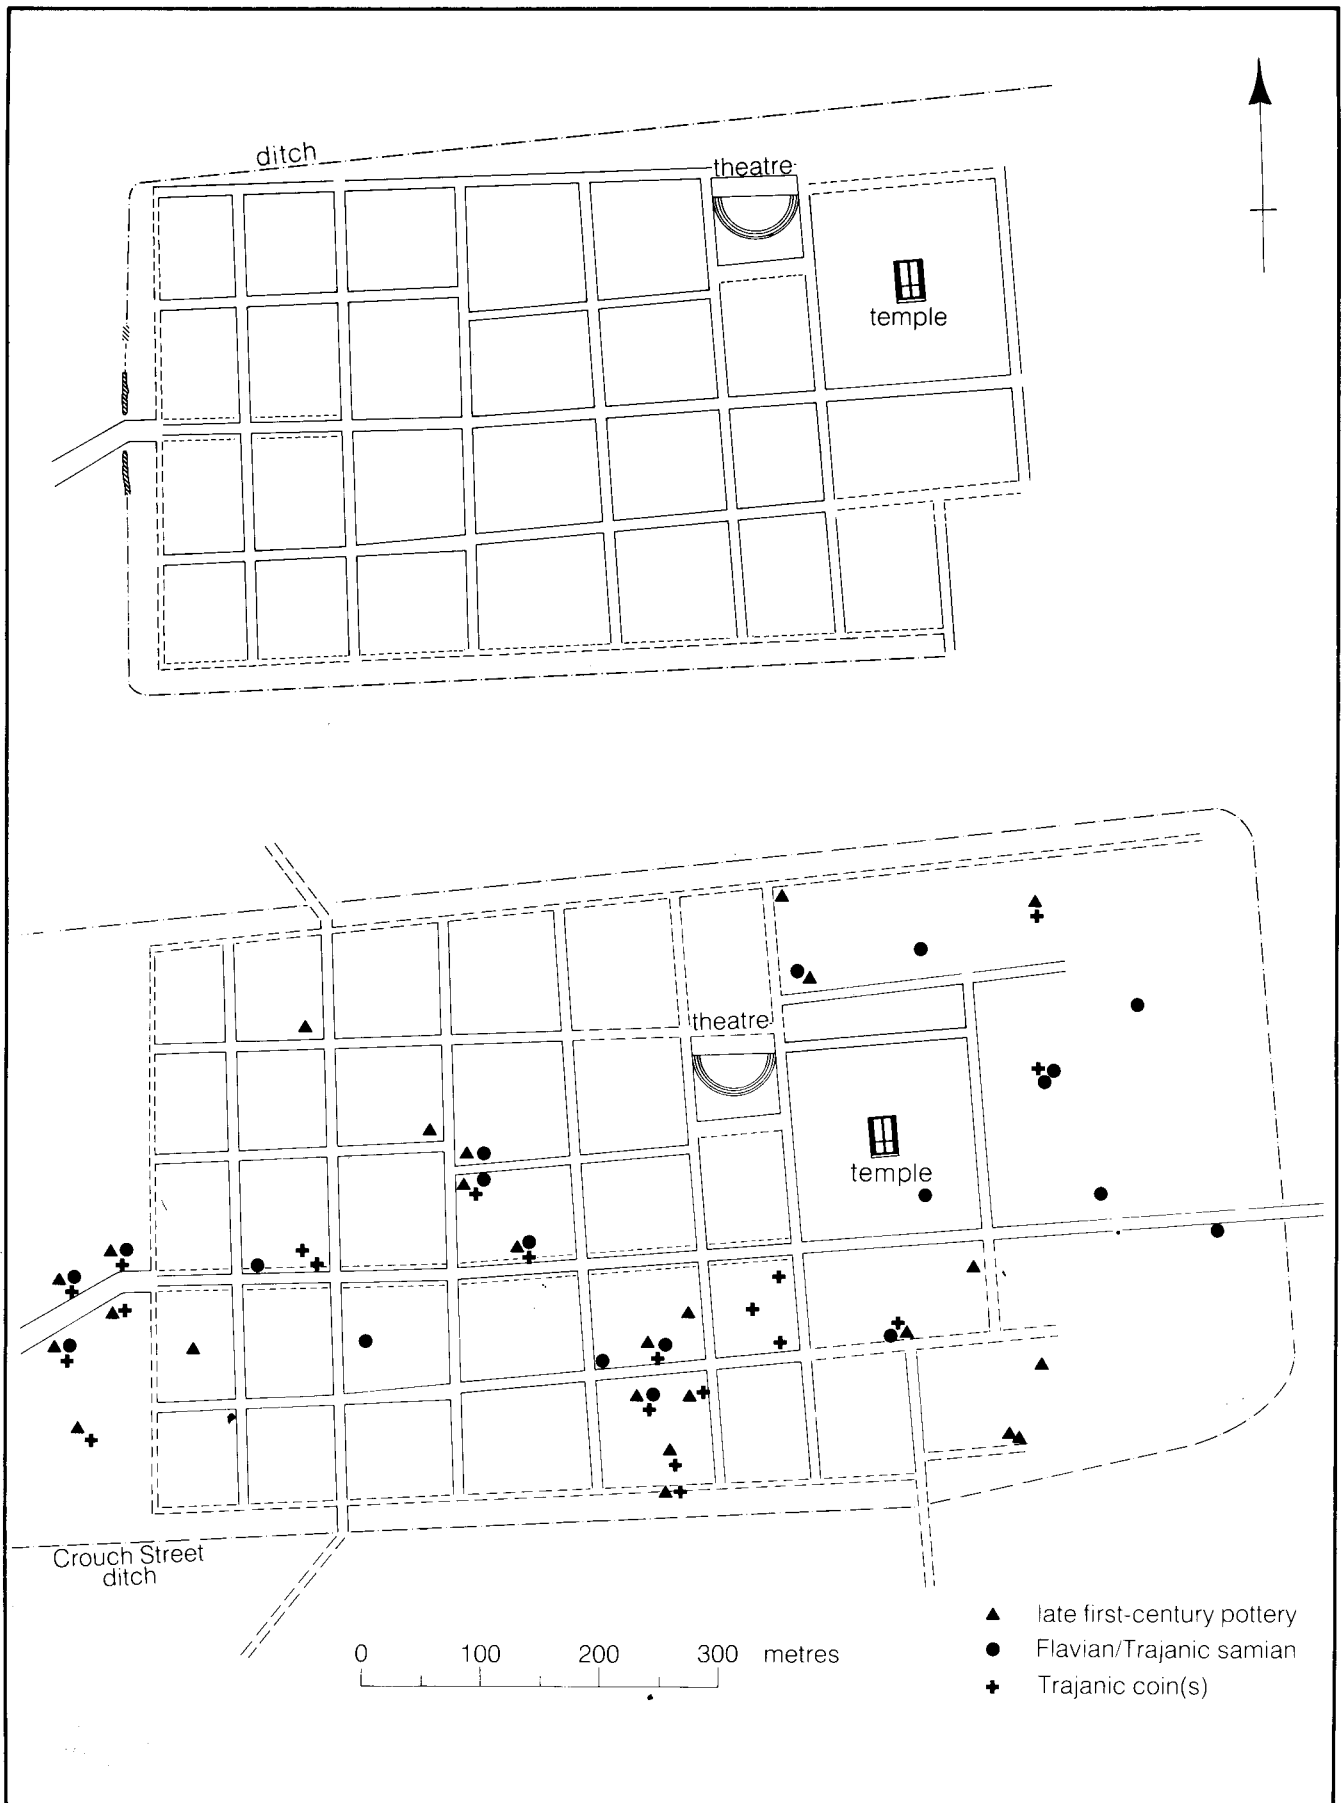 ditch
theatre
temple
theatre
temple
Crouch Street
ditch
late first-century pottery
Flavian/Trajanic samian
Trajanic coin(s)
0 100 200 300 metres